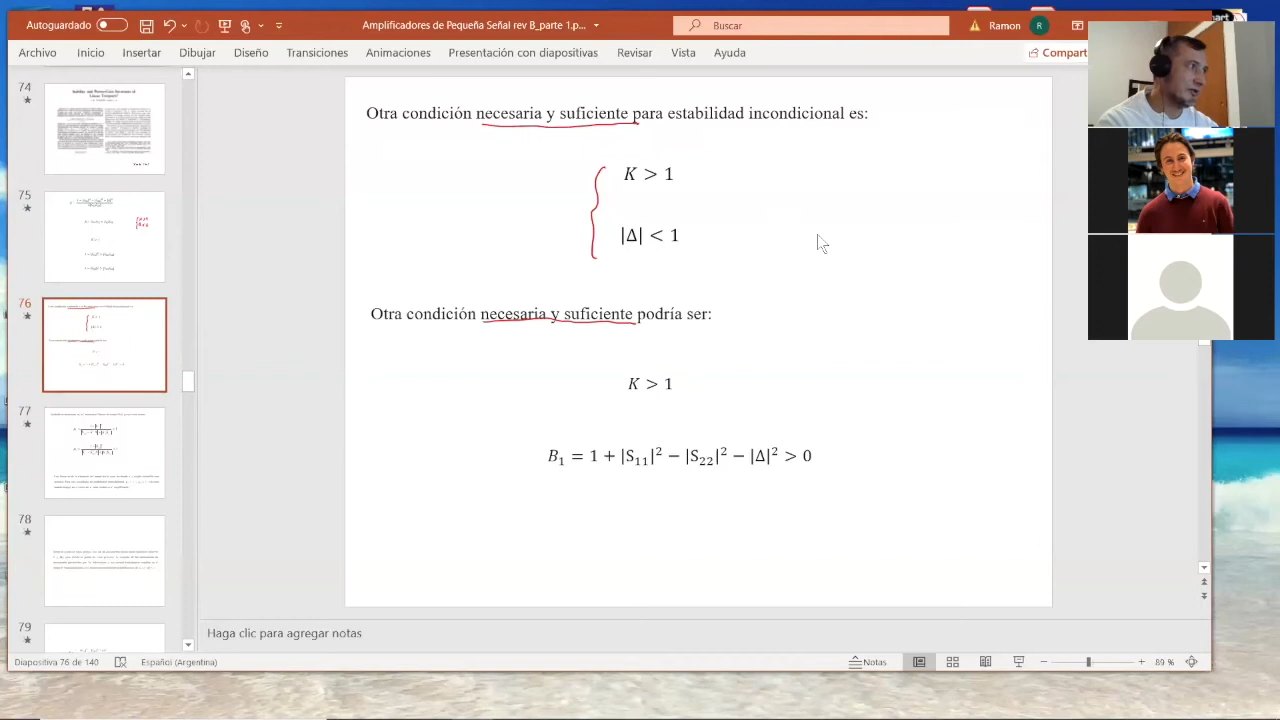 Autoguardado
Amplificadores de Pequeña Señal rev B_parte 1.p...
Buscar
Ramon
R
Archivo Inicio Insertar Dibujar Diseño Transiciones Animaciones Presentación con diapositivas Revisar Vista Ayuda
Compart
74
75
76
77
78
79
Otra condición necesaria y suficiente para estabilidad incondicional es:
K > 1
|Δ| < 1
Otra condición necesaria y suficiente podría ser:
K > 1
B₁ = 1 + |S₁₁|² − |S₂₂|² − |Δ|² > 0
Haga clic para agregar notas
Diapositiva 76 de 140 Español (Argentina) Notas 89 %